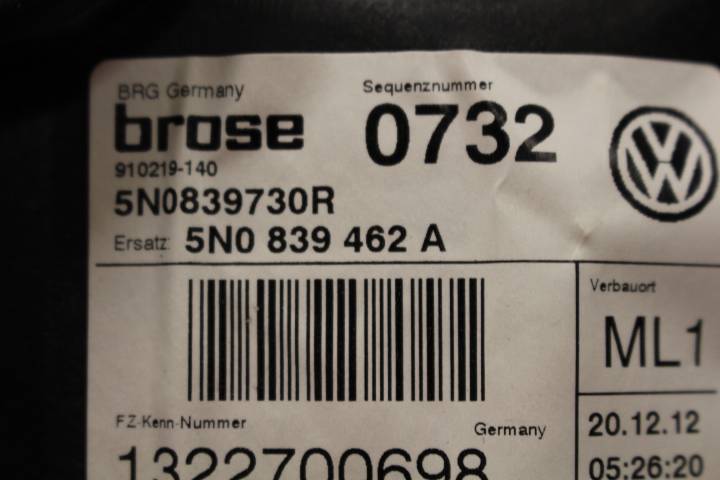 BRG Germany
Sequenznummer
brose
0732
910219-140
5N0839730R
Ersatz: 5N0 839 462 A
Verbauort
ML1
FZ-Kenn-Nummer
Germany
20.12.12
1322700698
05:26:20